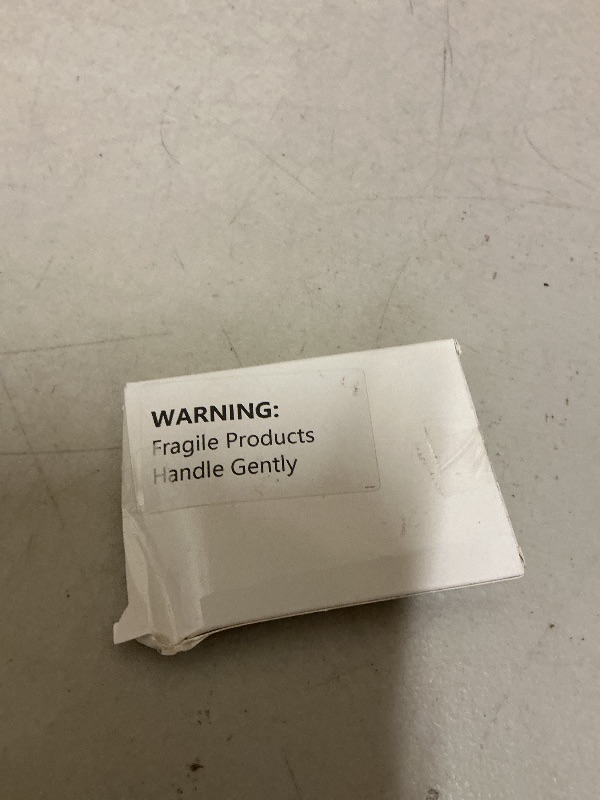 WARNING:
Fragile Products
Handle Gently